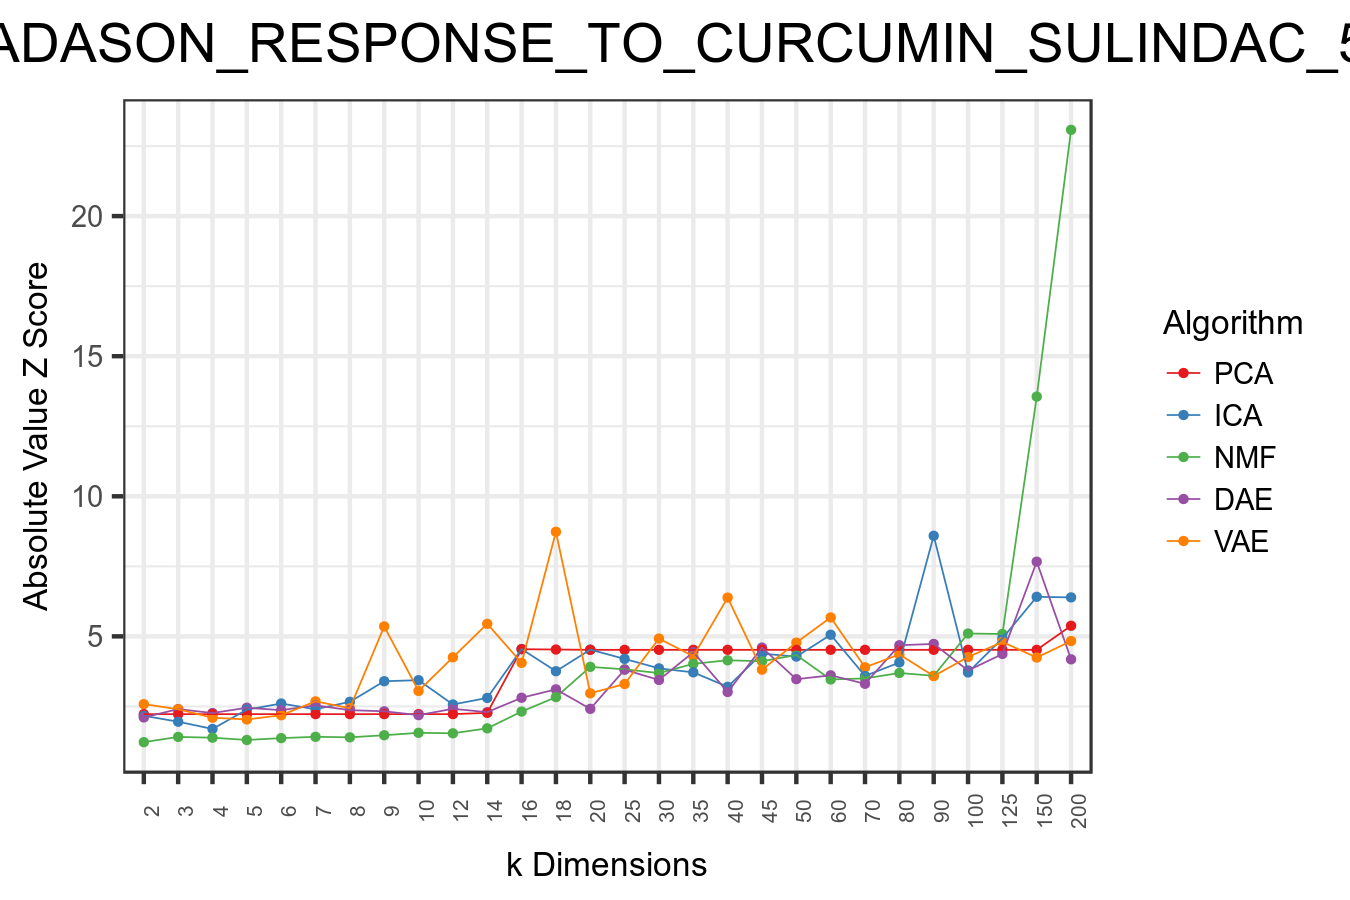 ADASON_RESPONSE_TO_CURCUMIN_SULINDAC_5
Absolute Value Z Score
20
15
10
5
2 3 4 5 6 7 8 9 10 12 14 16 18 20 25 30 35 40 45 50 60 70 80 90 100 125 150 200
k Dimensions
Algorithm
PCA
ICA
NMF
DAE
VAE